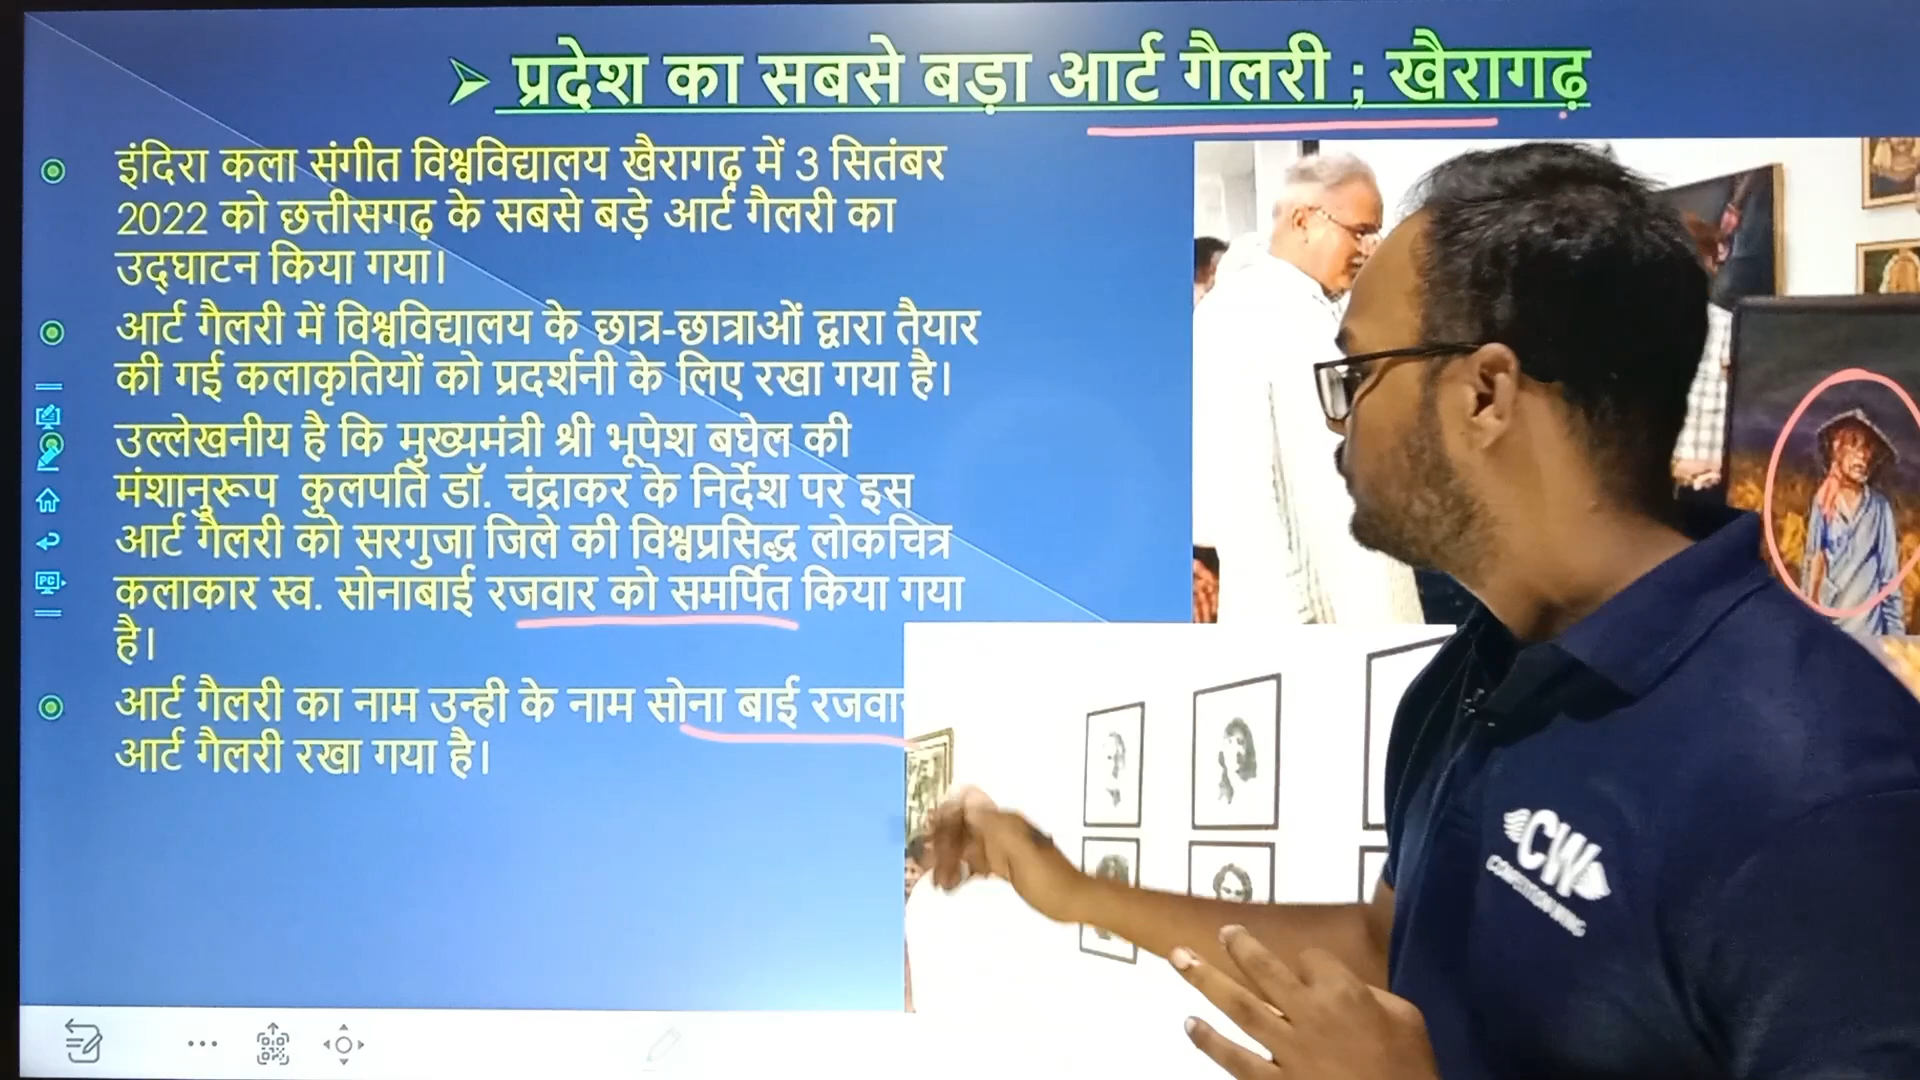 प्रदेश का सबसे बड़ा आर्ट गैलरी ; खैरागढ़
इंदिरा कला संगीत विश्वविद्यालय खैरागढ़ में 3 सितंबर
2022 को छत्तीसगढ़ के सबसे बड़े आर्ट गैलरी का
उद्घाटन किया गया।
आर्ट गैलरी में विश्वविद्यालय के छात्र-छात्राओं द्वारा तैयार
की गई कलाकृतियों को प्रदर्शनी के लिए रखा गया है।
उल्लेखनीय है कि मुख्यमंत्री श्री भूपेश बघेल की
मंशानुरूप कुलपति डॉ. चंद्राकर के निर्देश पर इस
आर्ट गैलरी को सरगुजा जिले की विश्वप्रसिद्ध लोकचित्र
कलाकार स्व. सोनाबाई रजवार को समर्पित किया गया
है।
आर्ट गैलरी का नाम उन्ही के नाम सोना बाई
आर्ट गैलरी रखा गया है।
PC
CW